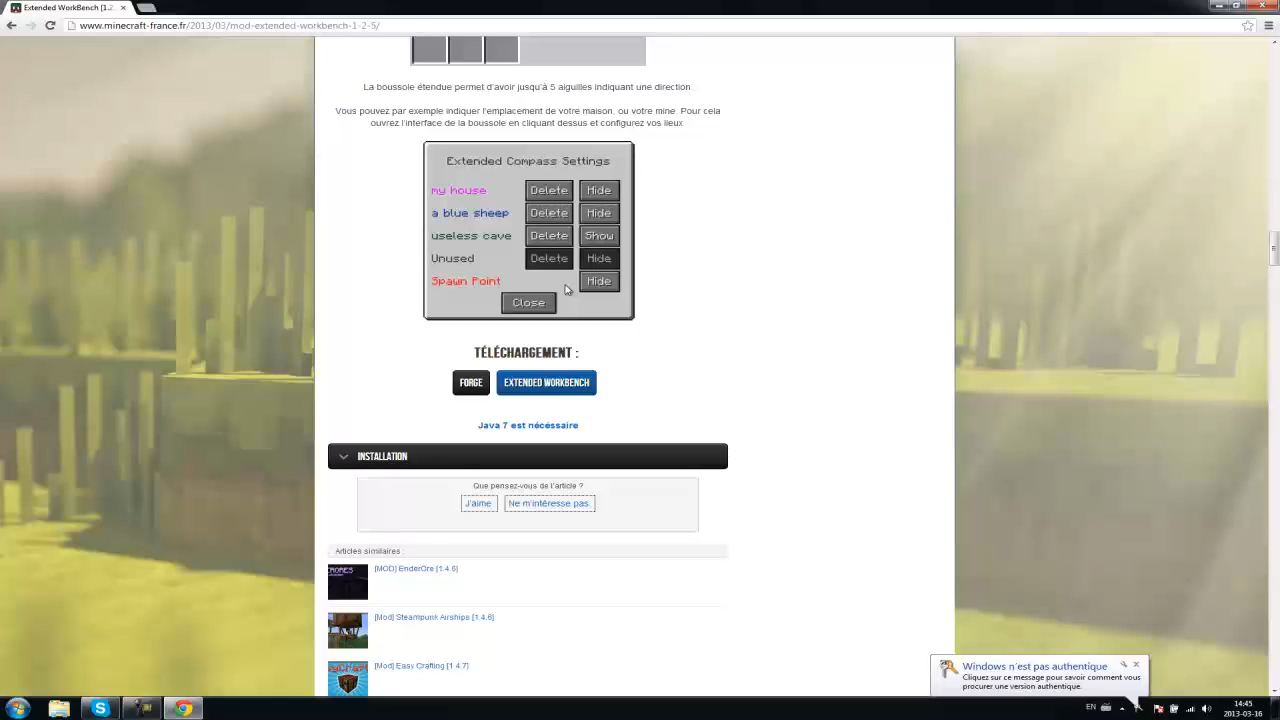 Extended WorkBench [1.2.
www.minecraft-france.fr/2013/03/mod-extended-workbench-1-2-5/
La boussole étendue permet d'avoir jusqu'à 5 aiguilles indiquant une direction.
Vous pouvez par exemple indiquer l'emplacement de votre maison, ou votre mine. Pour cela
ouvrez l'interface de la boussole en cliquant dessus et configurez vos lieux.
Extended Compass Settings
my house Delete Hide
a blue sheep Delete Hide
useless cave Delete Show
Unused Delete Hide
Spawn Point Hide
Close
TÉLÉCHARGEMENT :
FORGE EXTENDED WORKBENCH
Java 7 est nécessaire
INSTALLATION
Que pensez-vous de l'article ?
J'aime Ne m'intéresse pas.
Articles similaires :
[MOD] EnderOre [1.4.6]
[Mod] Steampunk Airships [1.4.6]
[Mod] Easy Crafting [1.4.7]
Windows n'est pas authentique
Cliquez sur ce message pour savoir comment vous
procurer une version authentique.
EN
14:45
2013-03-16